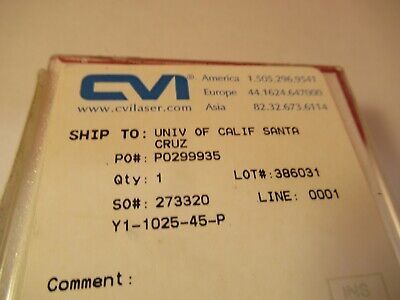 CVI® America 1.505.296.9541
Europe 44.1624.647000
www.cvilaser.com Asia 82.32.673.6114
SHIP TO: UNIV OF CALIF SANTA
CRUZ
PO#: P0299935
Qty: 1 LOT#:386031
SO#: 273320 LINE: 0001
Y1-1025-45-P
INS
Comment: